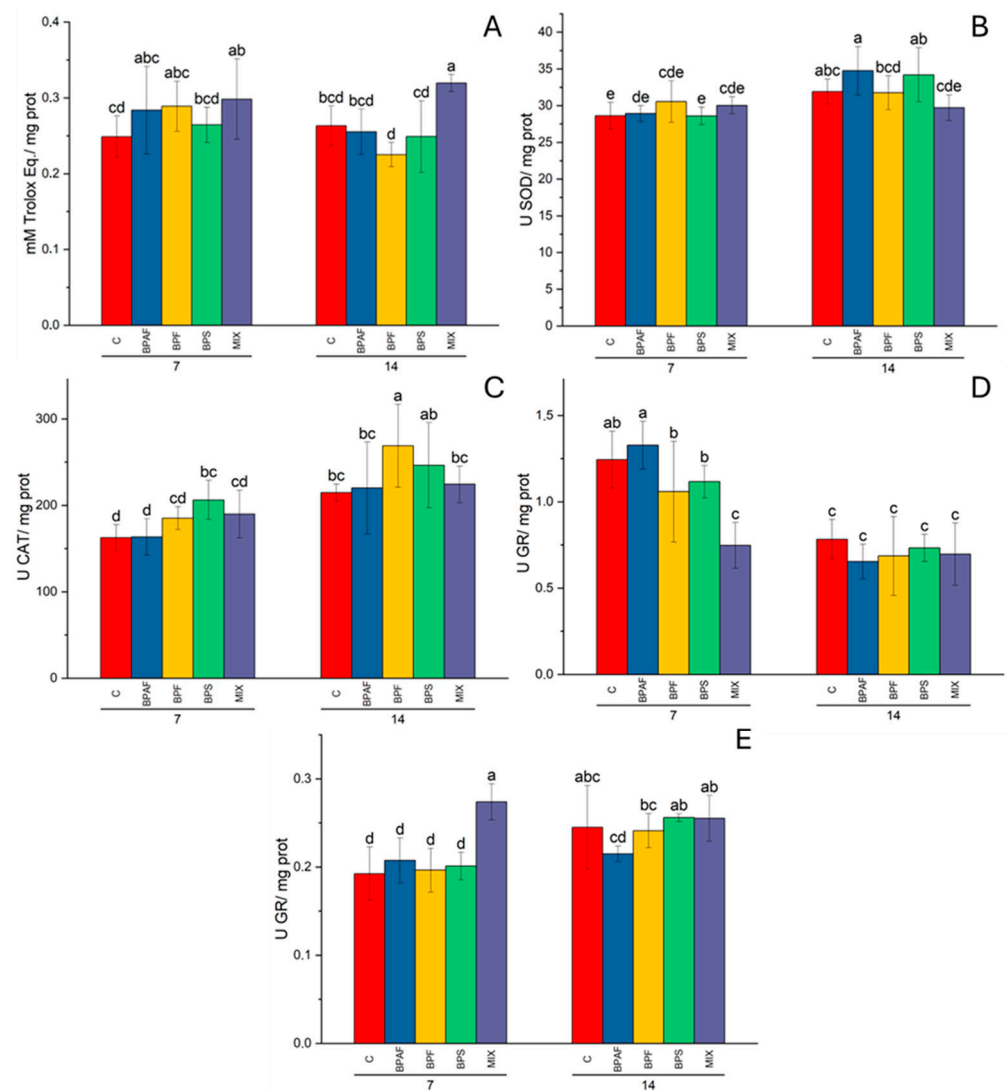 A
mM Trolox Eq./ mg prot
0,4
0.3
0.2
0.1
0.0
cd
abc
abc
bcd
ab
bcd
bcd
d
cd
a
C
BPAF
BPF
BPS
MIX
C
BPAF
BPF
BPS
MIX
7
14
B
U SOD/ mg prot
40
35
30
25
20
15
10
5
0
e
de
cde
e
cde
abc
a
bcd
ab
cde
C
BPAF
BPF
BPS
MIX
C
BPAF
BPF
BPS
MIX
7
14
C
U CAT/ mg prot
300
200
100
0
d
d
cd
bc
cd
bc
bc
a
ab
bc
C
BPAF
BPF
BPS
MIX
C
BPAF
BPF
BPS
MIX
7
14
D
U GR/ mg prot
1,5
1.0
0.5
0.0
ab
a
b
b
c
c
c
c
c
c
C
BPAF
BPF
BPS
MIX
C
BPAF
BPF
BPS
MIX
7
14
E
U GR/ mg prot
0.3
0.2
0.1
0.0
d
d
d
d
a
abc
cd
bc
ab
ab
C
BPAF
BPF
BPS
MIX
C
BPAF
BPF
BPS
MIX
7
14